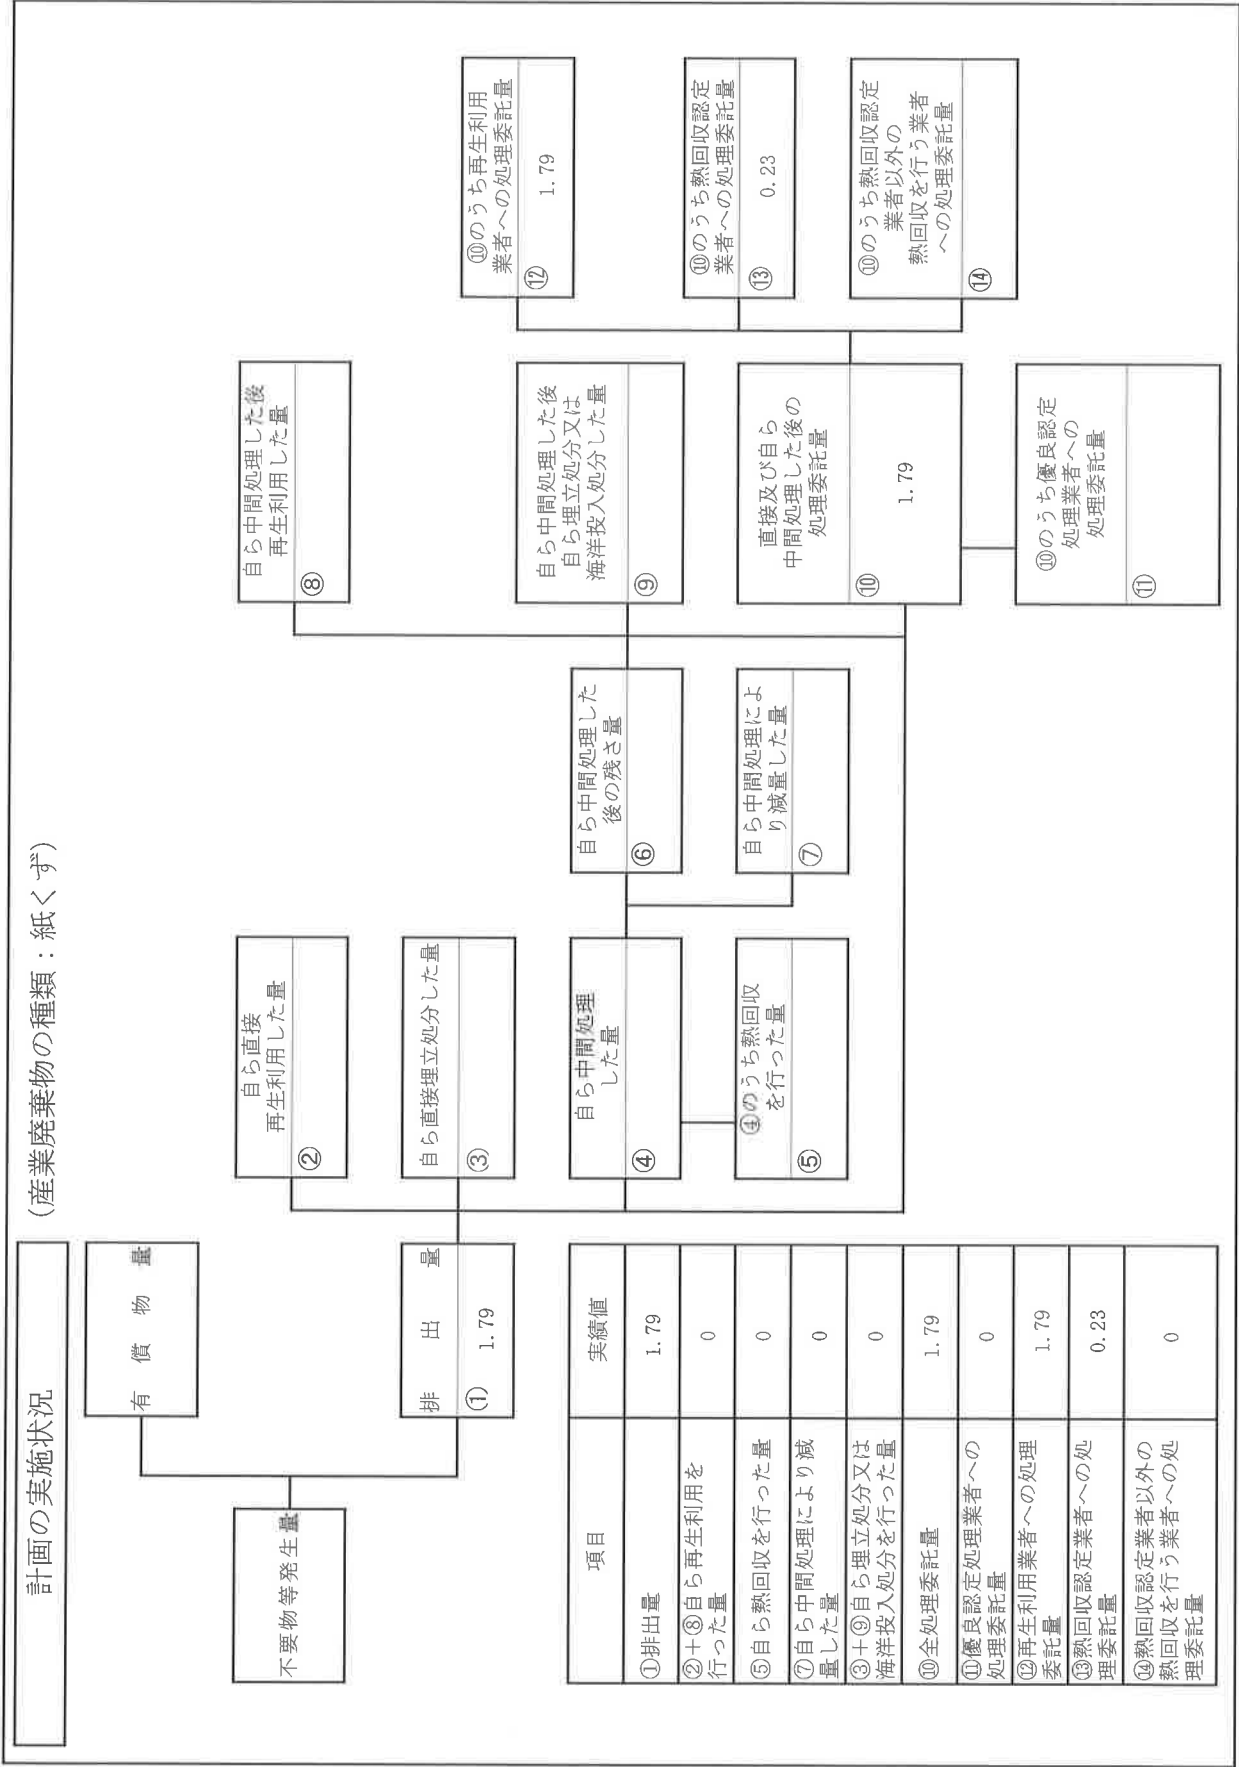 計画の実施状況
(産業廃棄物の種類：紙くず)
不要物等発生量
有償物量
排出量
① 1.79
自ら直接
再生利用した量
②
自ら直接埋立処分した量
③
自ら中間処理
した量
④
④のうち熱回収
を行った量
⑤
自ら中間処理した
後の残さ量
⑥
自ら中間処理によ
り減量した量
⑦
自ら中間処理した後
再生利用した量
⑧
自ら中間処理した後
自ら埋立処分又は
海洋投入処分した量
⑨
直接及び自ら
中間処理した後の
処理委託量
⑩ 1.79
⑩のうち優良認定
処理業者への
処理委託量
⑪
⑩のうち再生利用
業者への処理委託量
⑫ 1.79
⑩のうち熱回収認定
業者への処理委託量
⑬ 0.23
⑩のうち熱回収認定
業者以外の
熱回収を行う業者
への処理委託量
⑭
項目 実績値
①排出量 1.79
②＋⑧自ら再生利用を
行った量 0
⑤自ら熱回収を行った量 0
⑦自ら中間処理により減
量した量 0
③＋⑨自ら埋立処分又は
海洋投入処分を行った量 0
⑩全処理委託量 1.79
⑪優良認定処理業者への
処理委託量 0
⑫再生利用業者への処理
委託量 1.79
⑬熱回収認定業者への処
理委託量 0.23
⑭熱回収認定業者以外の
熱回収を行う業者への処
理委託量 0